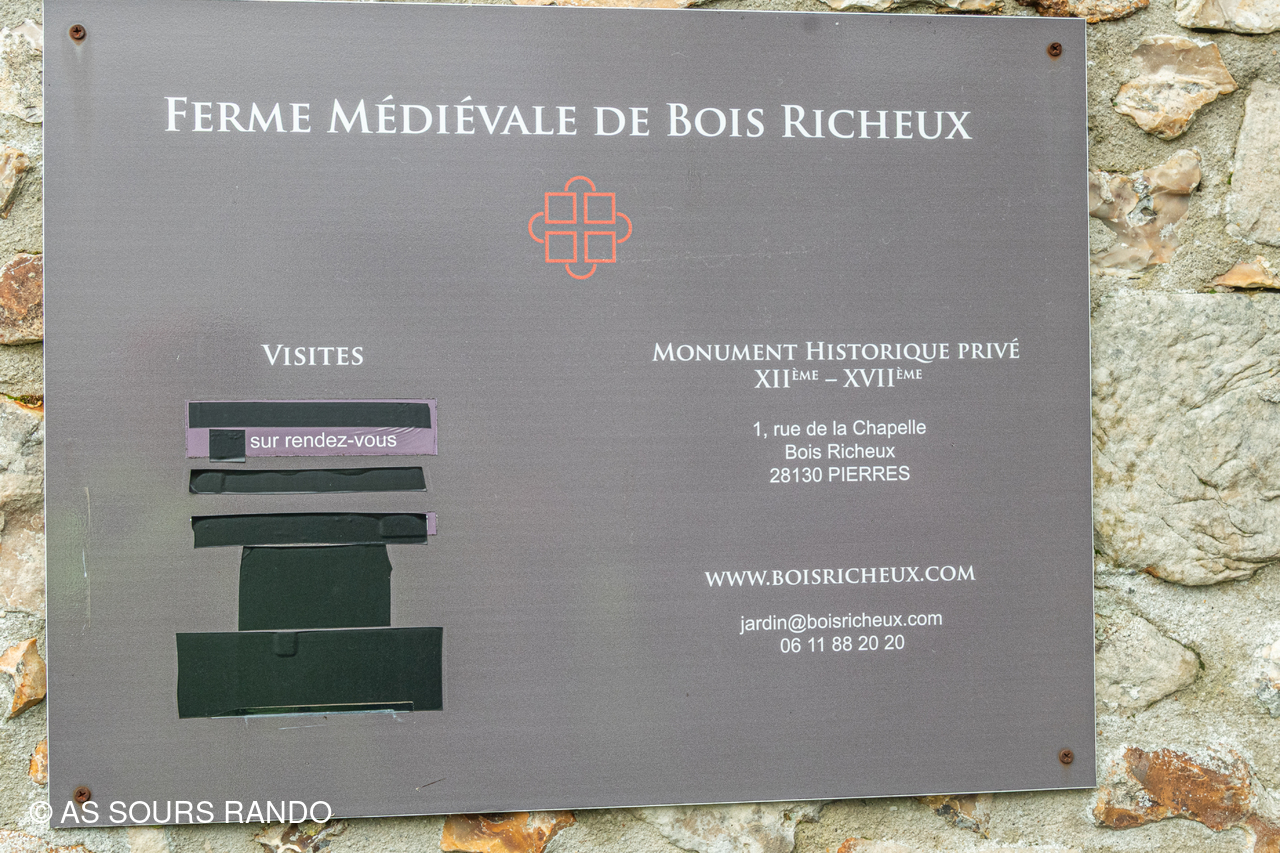 FERME MÉDIÉVALE DE BOIS RICHEUX
VISITES
sur rendez-vous
MONUMENT HISTORIQUE PRIVÉ
XIIÈME – XVIIÈME
1, rue de la Chapelle
Bois Richeux
28130 PIERRES
WWW.BOISRICHEUX.COM
jardin@boisricheux.com
06 11 88 20 20
© AS SOURS RANDO